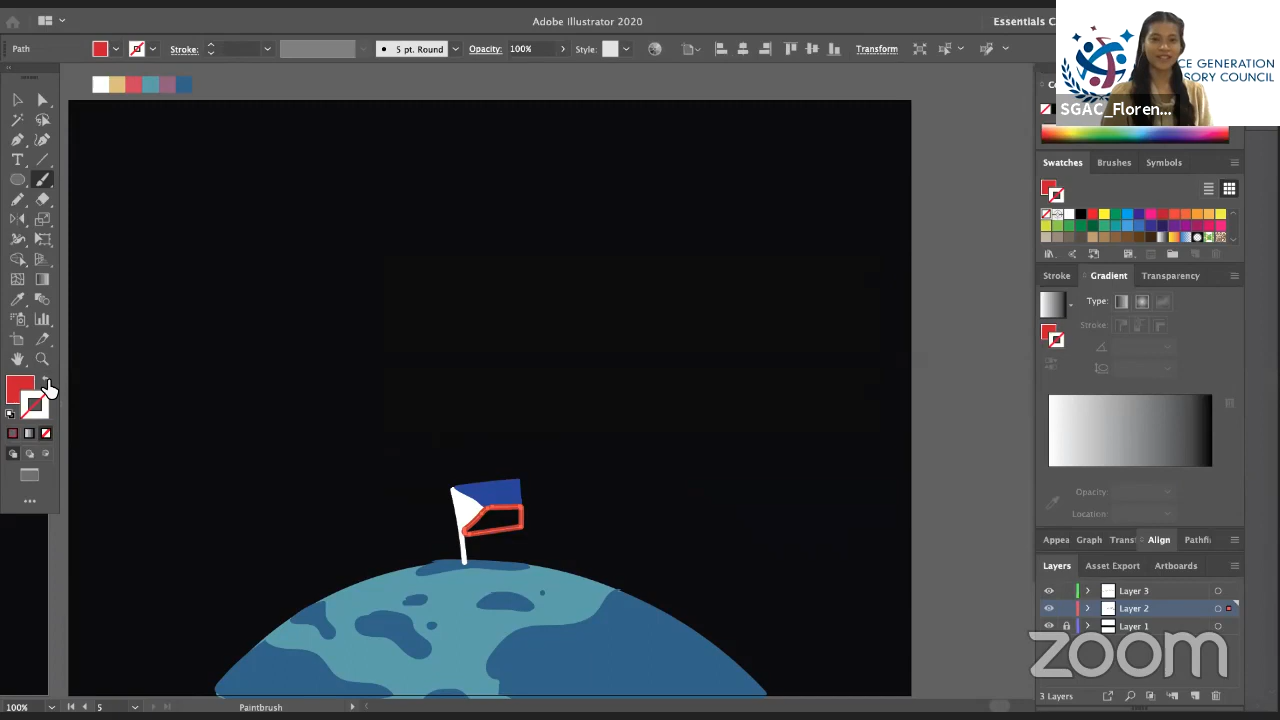 Adobe Illustrator 2020
Essentials C
Path
Stroke:
5 pt. Round
Opacity:
100%
Style:
Transform
CE GENERATION
SORY COUNCIL
SGAC_Floren...
Swatches
Brushes
Symbols
Stroke
Gradient
Transparency
Type:
Stroke:
Opacity:
Location:
Appea
Graph
Trans
Align
Pathfi
Layers
Asset Export
Artboards
Layer 3
Layer 2
Layer 1
zoom
3 Layers
100%
5
Paintbrush